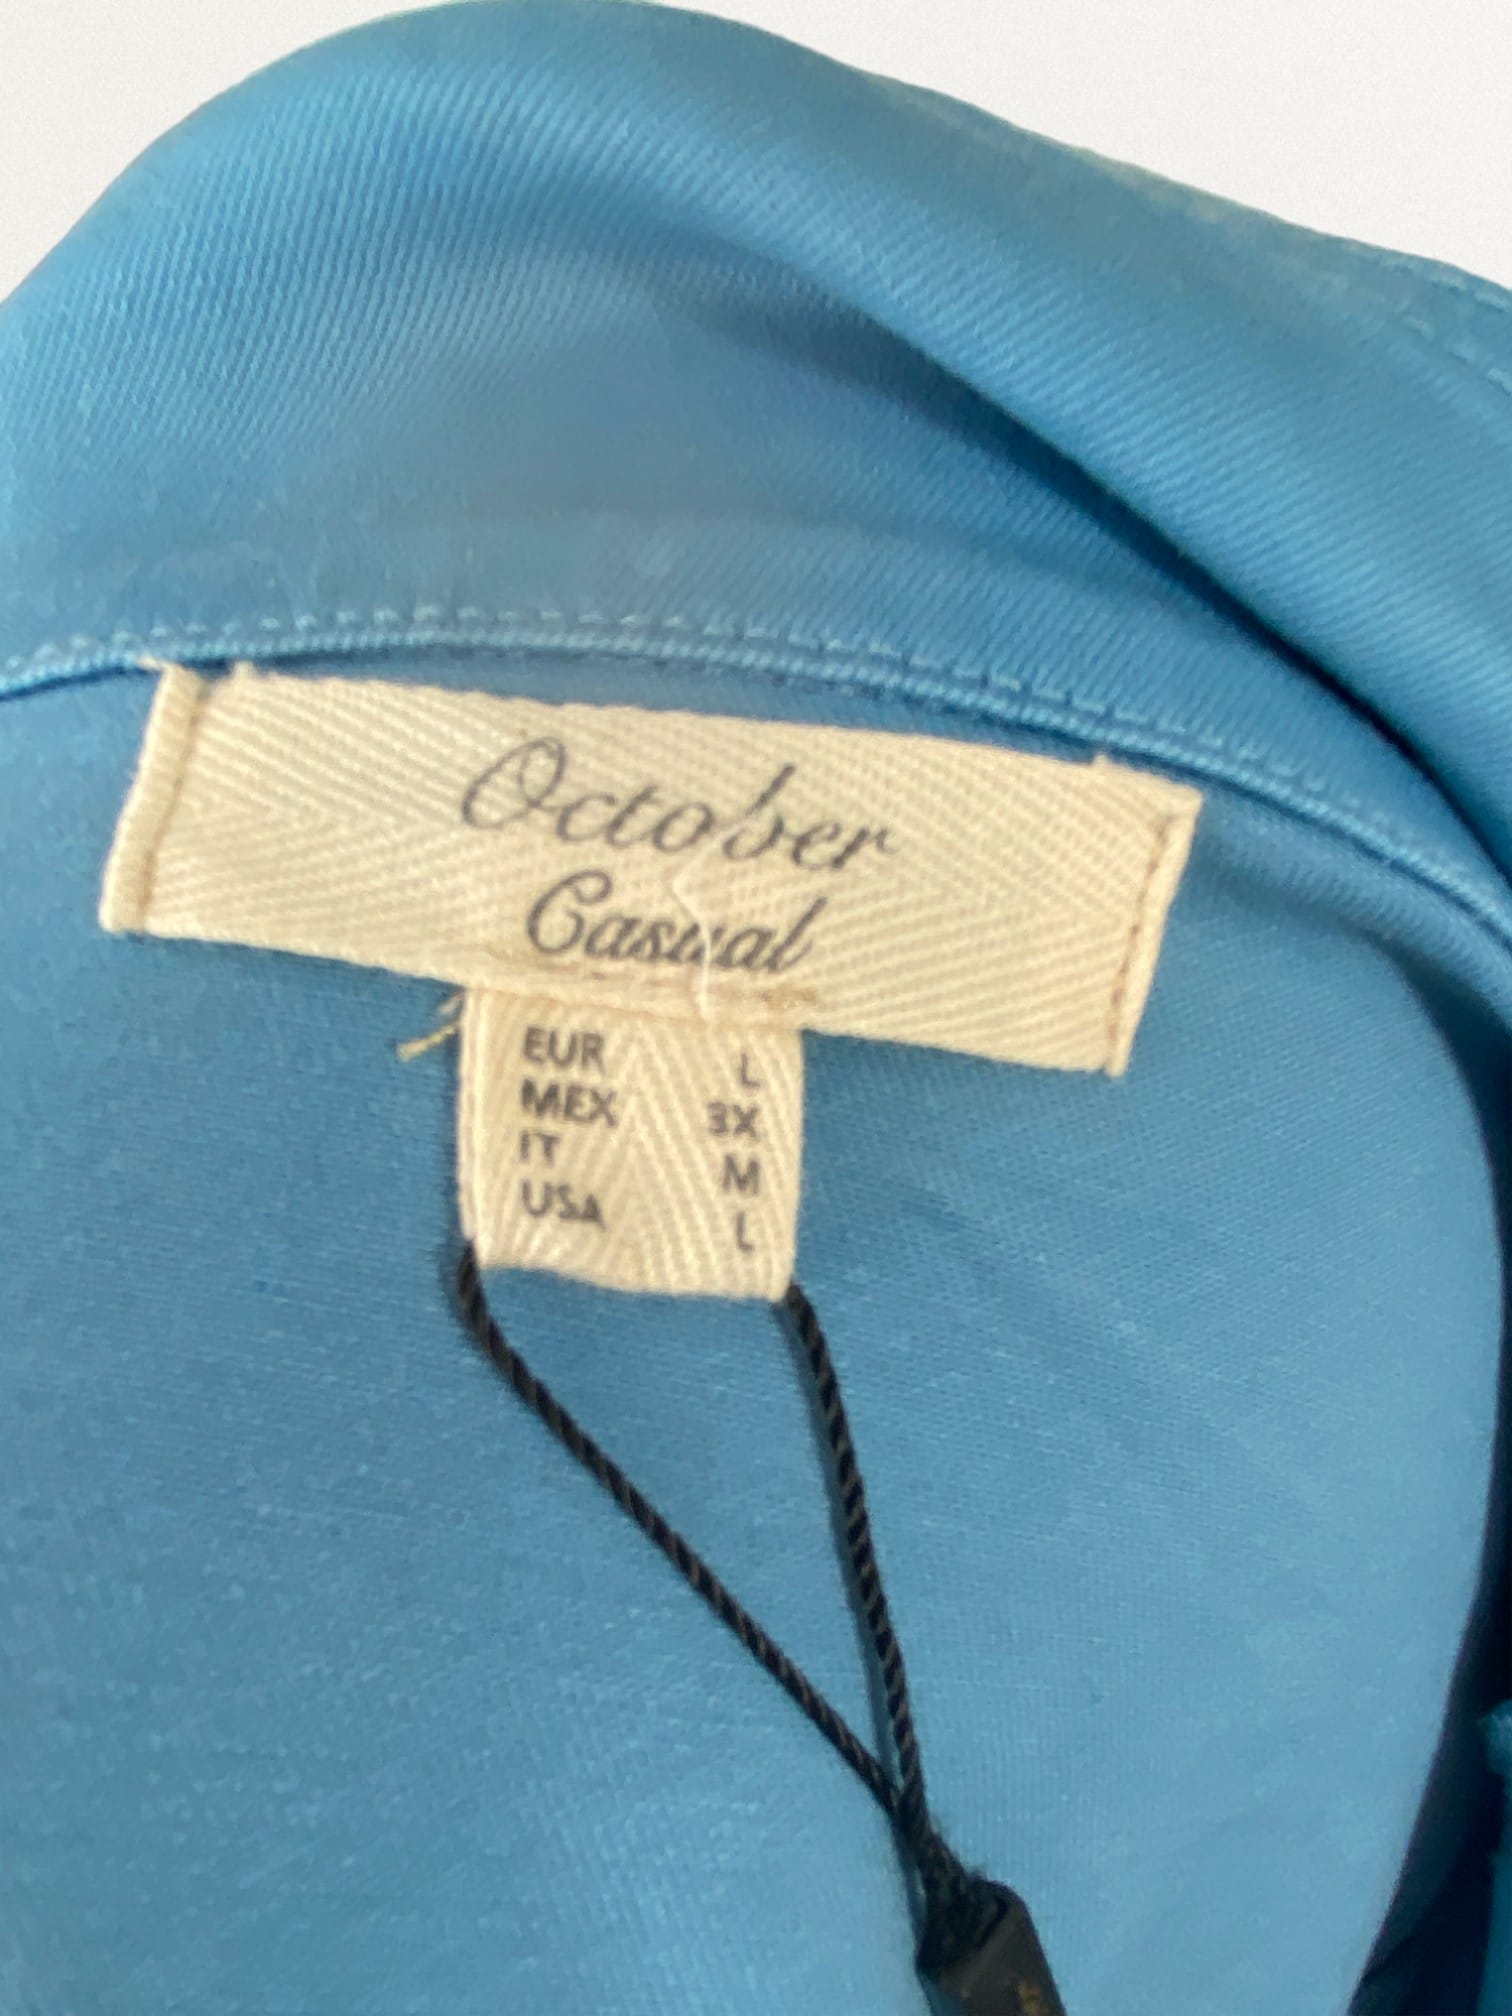 October
Casual
EUR L
MEX 3X
IT M
USA L